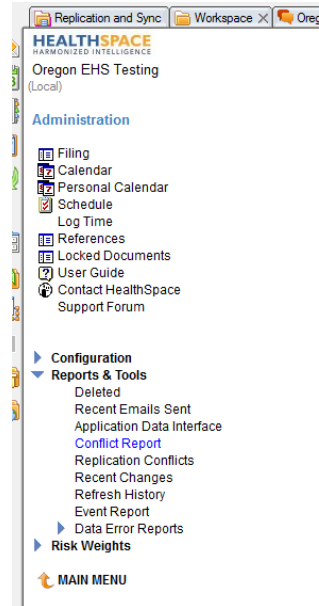 Replication and Sync Workspace Oreg
HEALTHSPACE
HARMONIZED INTELLIGENCE
Oregon EHS Testing
(Local)
Administration
Filing
Calendar
Personal Calendar
Schedule
Log Time
References
Locked Documents
User Guide
Contact HealthSpace
Support Forum
Configuration
Reports & Tools
Deleted
Recent Emails Sent
Application Data Interface
Conflict Report
Replication Conflicts
Recent Changes
Refresh History
Event Report
Data Error Reports
Risk Weights
MAIN MENU